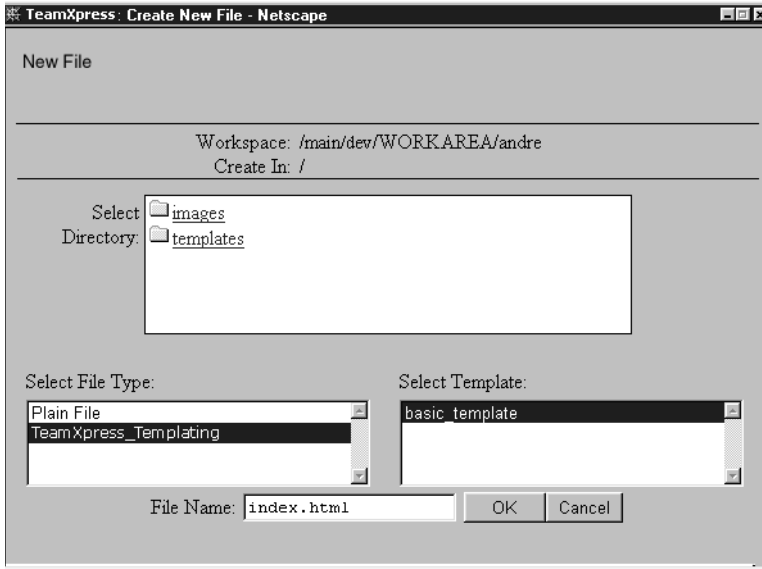 TeamXpress: Create New File - Netscape
New File
Workspace: /main/dev/WORKAREA/andre
Create In: /
Select
Directory:
images
templates
Select File Type:
Select Template:
Plain File
TeamXpress_Templating
basic_template
File Name: index.html OK Cancel